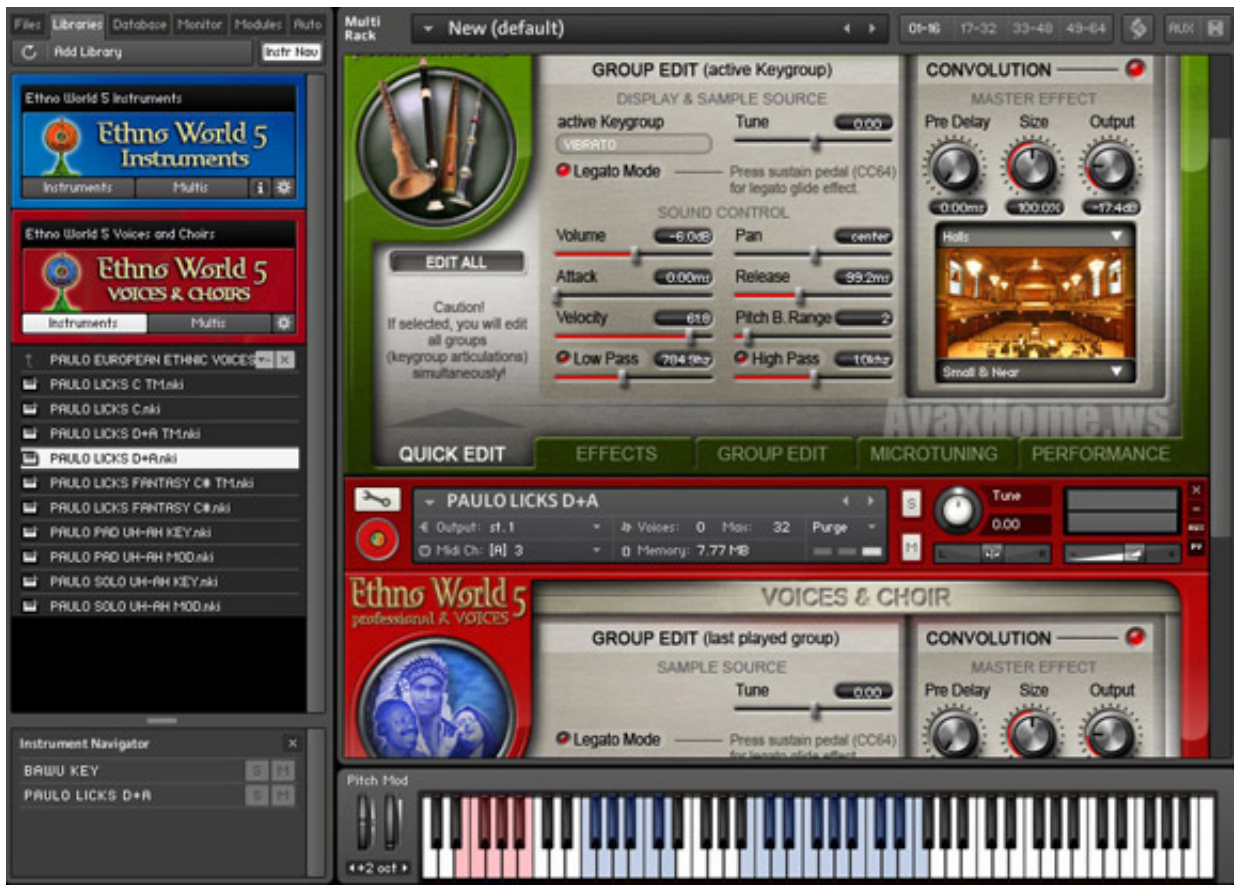 Files Libraries Database Monitor Modules Auto
Add Library Instr Nav
Ethno World 5 Instruments
Ethno World 5
Instruments
Instruments Multis i
Ethno World 5 Voices and Choirs
Ethno World 5
VOICES & CHOIRS
Instruments Multis
PAULO EUROPEAN ETHNIC VOICES
PAULO LICKS C TM.nki
PAULO LICKS C.nki
PAULO LICKS D+A TM.nki
PAULO LICKS D+A.nki
PAULO LICKS FANTASY C# TM.nki
PAULO LICKS FANTASY C#.nki
PAULO PAD UH-AH KEY.nki
PAULO PAD UH-AH MOD.nki
PAULO SOLO UH-AH KEY.nki
PAULO SOLO UH-AH MOD.nki
Instrument Navigator ×
BAWU KEY S M
PAULO LICKS D+A S M
Multi
Rack
New (default)
01-16 17-32 33-48 49-64 AUX
GROUP EDIT (active Keygroup)
DISPLAY & SAMPLE SOURCE
active Keygroup Tune 0.00
VIBRATO
Legato Mode Press sustain pedal (CC64)
for legato glide effect.
SOUND CONTROL
Volume -6.0dB Pan center
Attack 0.00ms Release 99.2ms
Velocity 61.8 Pitch B. Range 2
Low Pass 784.9hz High Pass 1.0khz
EDIT ALL
Caution!
If selected, you will edit
all groups
(keygroup articulations)
simultaneously!
CONVOLUTION
MASTER EFFECT
Pre Delay Size Output
0.00ms 100.0% -17.4dB
Halls
Small & Near
AvaxHome.ws
QUICK EDIT EFFECTS GROUP EDIT MICROTUNING PERFORMANCE
PAULO LICKS D+A
Output: st.1 Voices: 0 Max: 32 Purge
Midi Ch: [A] 3 Memory: 7.77 MB
S
M
Tune
0.00
L R
AUX
PV
Ethno World 5
professional & VOICES
VOICES & CHOIR
GROUP EDIT (last played group)
SAMPLE SOURCE
Tune 0.00
Legato Mode Press sustain pedal (CC64)
for legato glide effect.
CONVOLUTION
MASTER EFFECT
Pre Delay Size Output
Pitch Mod
+2 oct